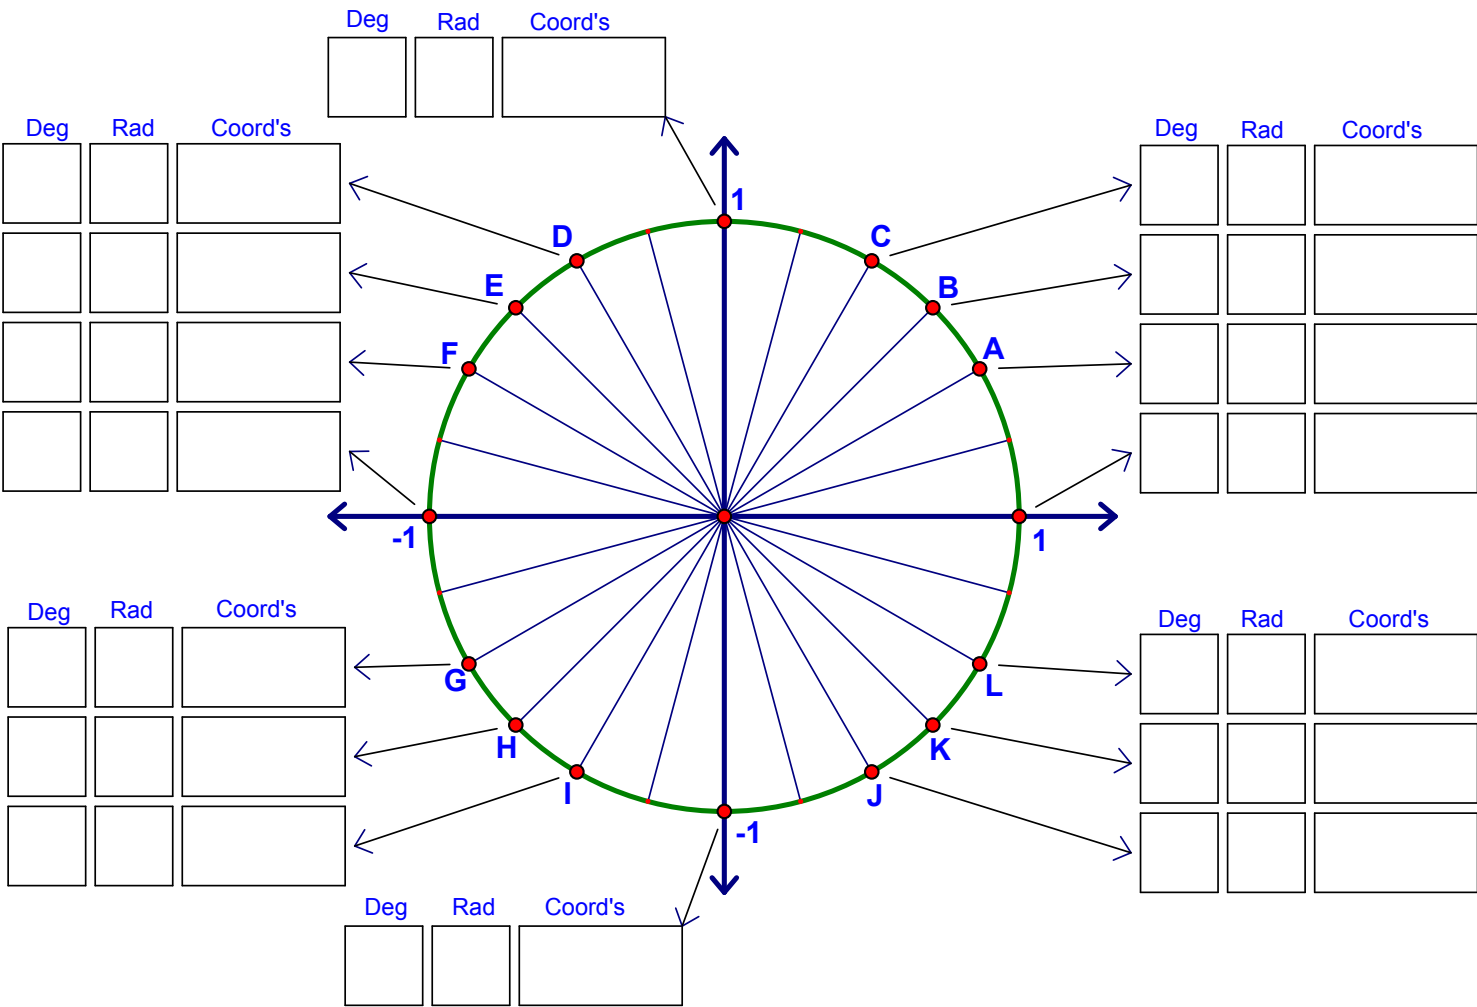 Deg Rad Coord's
Deg Rad Coord's
Deg Rad Coord's
1
D C
E B
F A
-1 1
Deg Rad Coord's
Deg Rad Coord's
G L
H K
I J
-1
Deg Rad Coord's